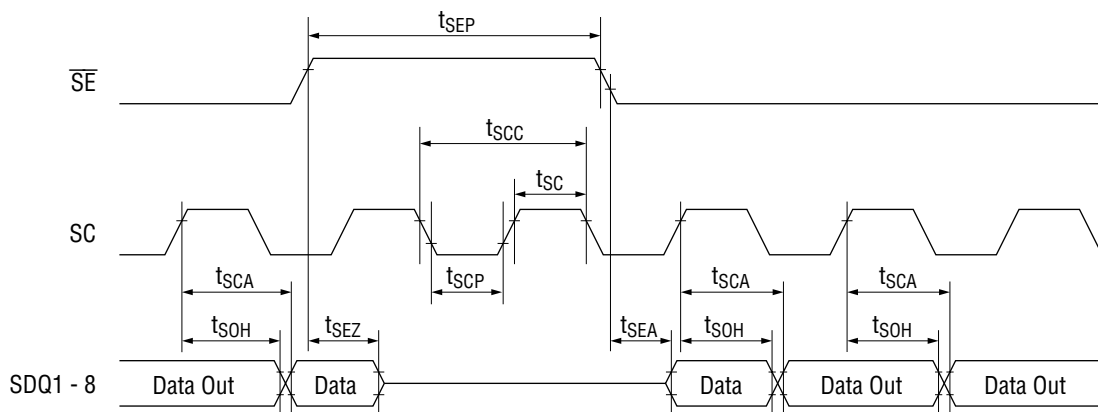 tSEP
SE
tSCC
tSC
SC
tSCA tSCP tSCA tSCA
tSOH tSEZ tSEA tSOH tSOH
SDQ1 - 8 Data Out Data Data Data Out Data Out